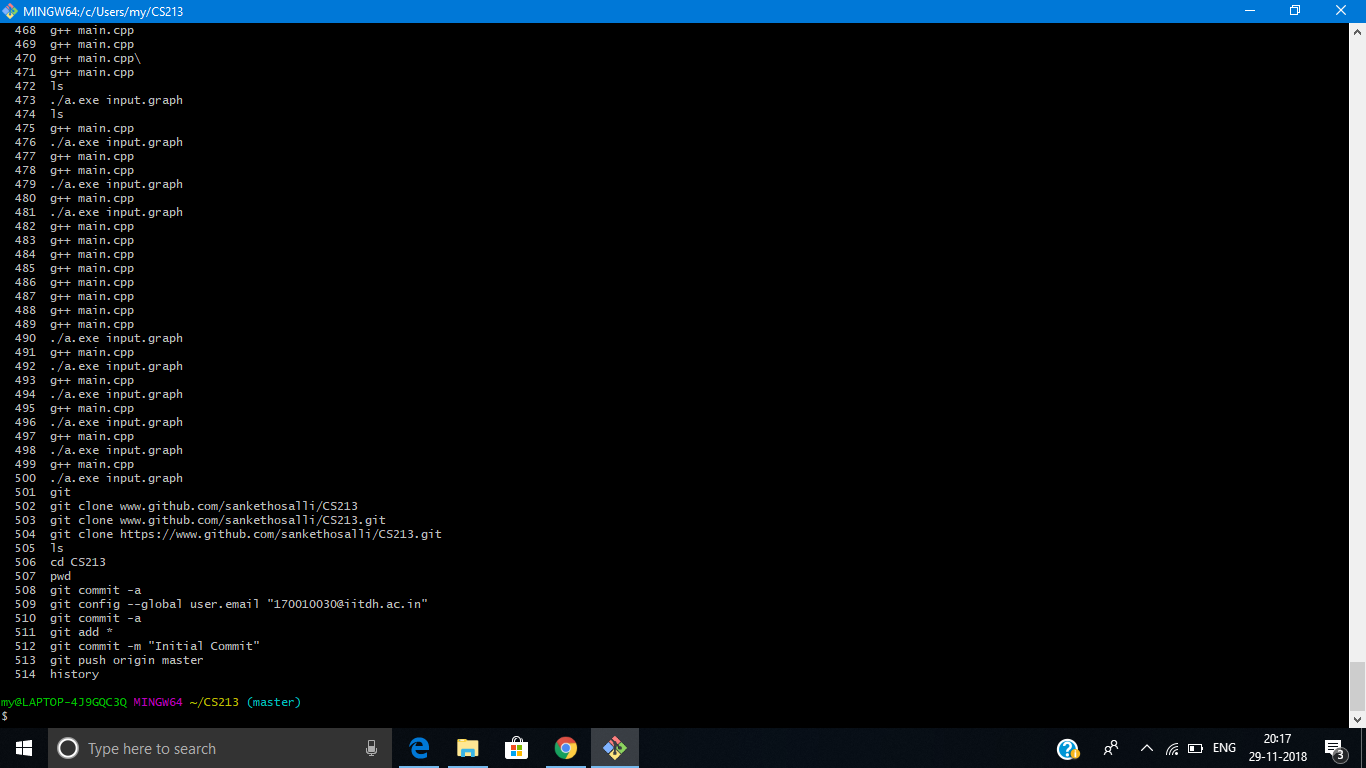 MINGW64:/c/Users/my/CS213
468 g++ main.cpp
469 g++ main.cpp
470 g++ main.cpp\
471 g++ main.cpp
472 ls
473 ./a.exe input.graph
474 ls
475 g++ main.cpp
476 ./a.exe input.graph
477 g++ main.cpp
478 g++ main.cpp
479 ./a.exe input.graph
480 g++ main.cpp
481 ./a.exe input.graph
482 g++ main.cpp
483 g++ main.cpp
484 g++ main.cpp
485 g++ main.cpp
486 g++ main.cpp
487 g++ main.cpp
488 g++ main.cpp
489 g++ main.cpp
490 ./a.exe input.graph
491 g++ main.cpp
492 ./a.exe input.graph
493 g++ main.cpp
494 ./a.exe input.graph
495 g++ main.cpp
496 ./a.exe input.graph
497 g++ main.cpp
498 ./a.exe input.graph
499 g++ main.cpp
500 ./a.exe input.graph
501 git
502 git clone www.github.com/sankethosalli/CS213
503 git clone www.github.com/sankethosalli/CS213.git
504 git clone https://www.github.com/sankethosalli/CS213.git
505 ls
506 cd CS213
507 pwd
508 git commit -a
509 git config --global user.email "170010030@iitdh.ac.in"
510 git commit -a
511 git add *
512 git commit -m "Initial Commit"
513 git push origin master
514 history
my@LAPTOP-4J9GQC3Q MINGW64 ~/CS213 (master)
$
Type here to search
ENG
20:17
29-11-2018
3